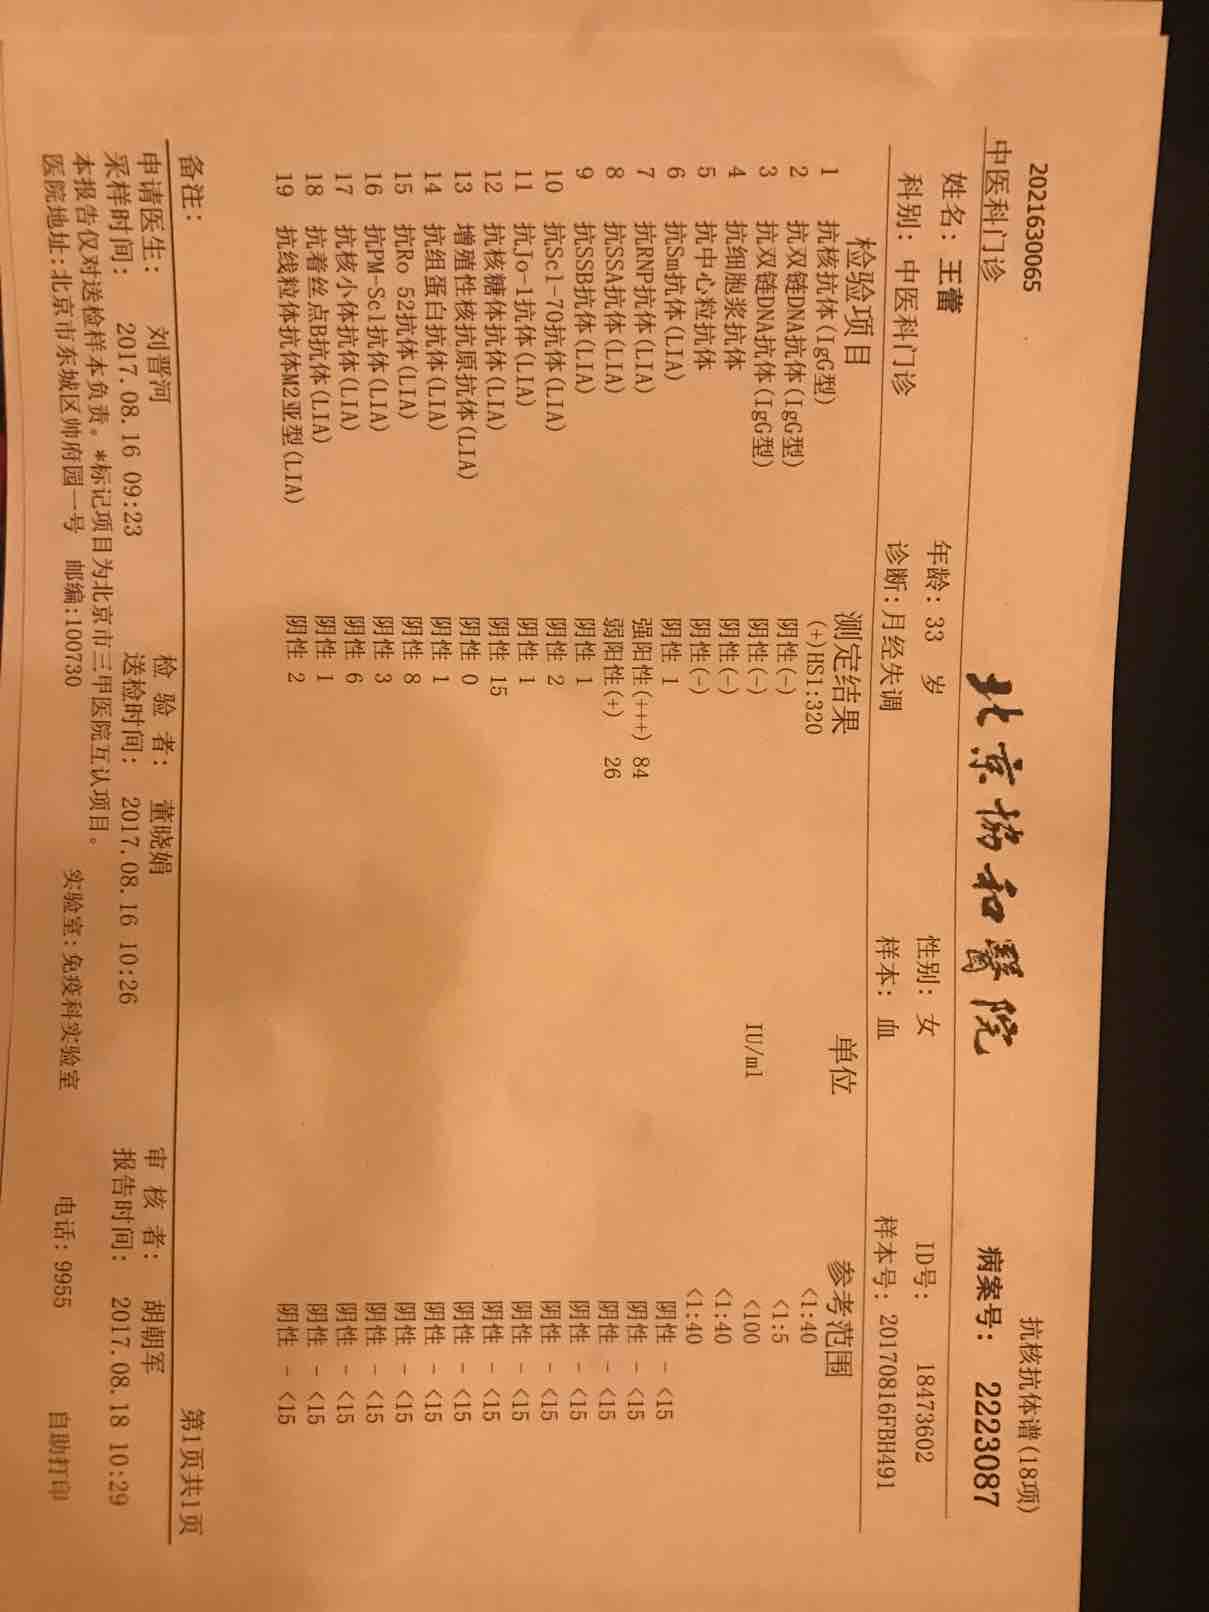 2021630065
抗核抗体谱(18项)
中医科门诊
北京協和醫院
病案号: 2223087
姓名: 王蕾 年龄: 33 岁 性别: 女 ID号: 18473602
科别: 中医科门诊 诊断: 月经失调 样本: 血 样本号: 20170816FBH491
检验项目 测定结果 单位 参考范围
1 抗核抗体(IgG型) (+)HS1:320 <1:40
2 抗双链DNA抗体(IgG型) 阴性(-) <1:5
3 抗双链DNA抗体(IgG型) 阴性(-) IU/ml <100
4 抗细胞浆抗体 阴性(-) <1:40
5 抗中心粒抗体 阴性(-) <1:40
6 抗Sm抗体(LIA) 阴性 1 阴性 - <15
7 抗RNP抗体(LIA) 强阳性(+++) 84 阴性 - <15
8 抗SSA抗体(LIA) 弱阳性(+) 26 阴性 - <15
9 抗SSB抗体(LIA) 阴性 1 阴性 - <15
10 抗Scl-70抗体(LIA) 阴性 2 阴性 - <15
11 抗Jo-1抗体(LIA) 阴性 1 阴性 - <15
12 抗核糖体抗体(LIA) 阴性 15 阴性 - <15
13 增殖性核抗原抗体(LIA) 阴性 0 阴性 - <15
14 抗组蛋白抗体(LIA) 阴性 1 阴性 - <15
15 抗Ro 52抗体(LIA) 阴性 8 阴性 - <15
16 抗PM-Scl抗体(LIA) 阴性 3 阴性 - <15
17 抗核小体抗体(LIA) 阴性 6 阴性 - <15
18 抗着丝点B抗体(LIA) 阴性 1 阴性 - <15
19 抗线粒体抗体M2亚型(LIA) 阴性 2 阴性 - <15
备注: 第1页共1页
申请医生: 刘晋河 检 验 者: 董晓娟 审 核 者: 胡朝军
采样时间: 2017.08.16 09:23 送检时间: 2017.08.16 10:26 报告时间: 2017.08.18 10:29
本报告仅对送检样本负责。*标记项目为北京市三甲医院互认项目。
医院地址:北京市东城区帅府园一号 邮编:100730 实验室:免疫科实验室 电话: 9955 自助打印